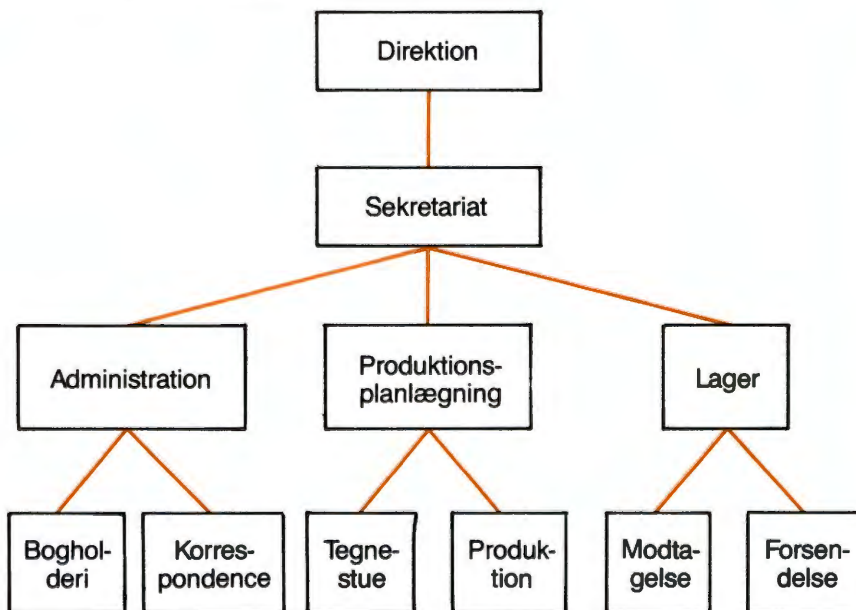 Direktion
Sekretariat
Administration
Produktions-
planlægning
Lager
Boghol-
deri
Korres-
pondence
Tegne-
stue
Produk-
tion
Modta-
gelse
Forsen-
delse